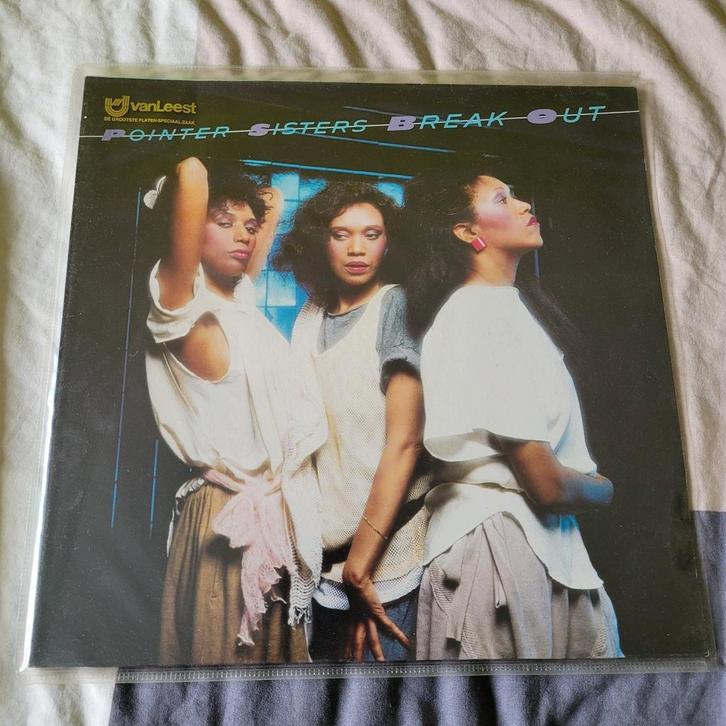 vanLeest
DE GROOTSTE PLATEN-SPECIAALZAAK
POINTER SISTERS BREAK OUT